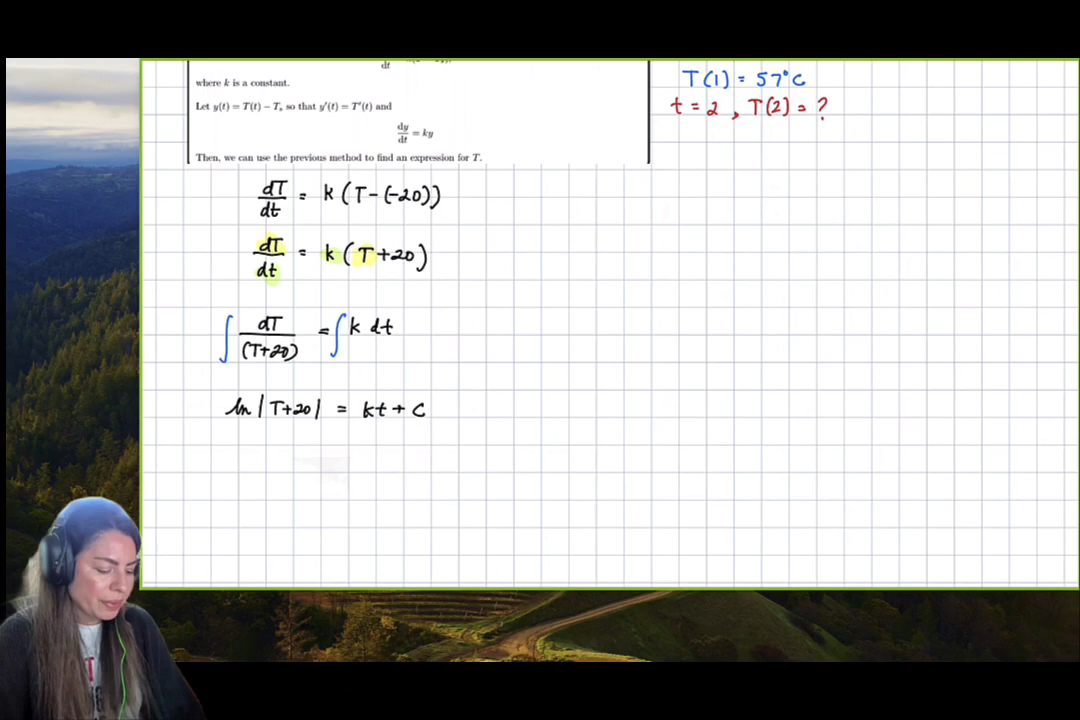 dt
where k is a constant.
Let y(t) = T(t) − Tₛ so that y′(t) = T′(t) and
dy
dt = ky
Then, we can use the previous method to find an expression for T.
T(1) = 57°C
t = 2 , T(2) = ?
dT/dt = k (T-(-20))
dT/dt = k (T+20)
∫ dT/(T+20) = ∫ k dt
ln |T+20| = kt + C